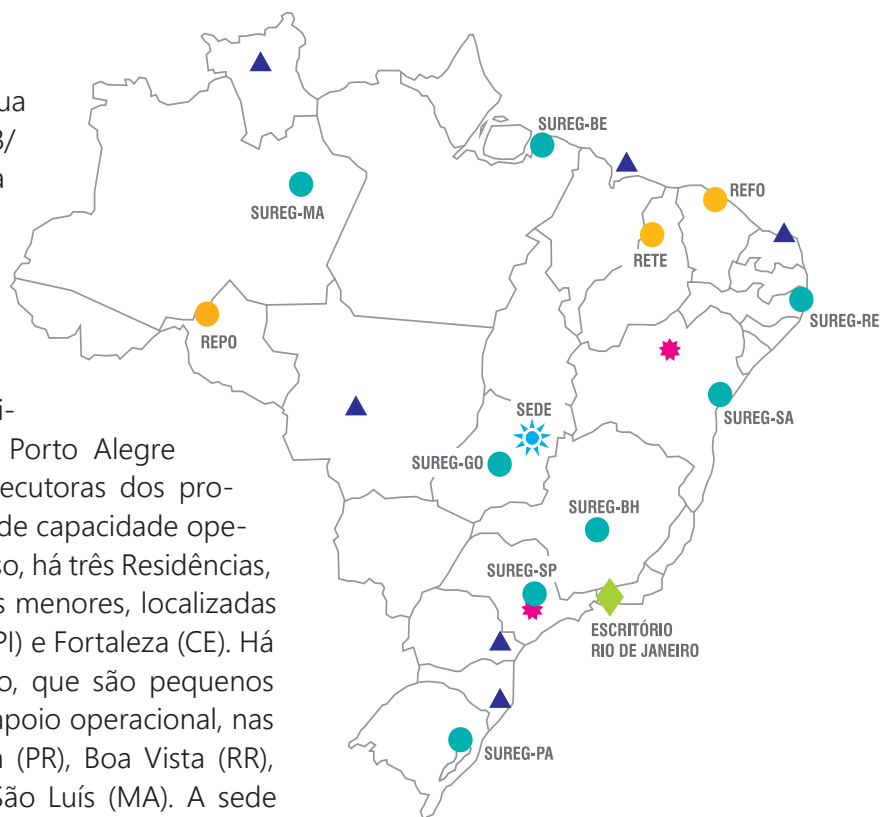 ua
3/
a
i-
Porto Alegre
ecutoras dos pro-
de capacidade ope-
so, há três Residências,
s menores, localizadas
PI) e Fortaleza (CE). Há
o, que são pequenos
apoio operacional, nas
a (PR), Boa Vista (RR),
São Luís (MA). A sede
SUREG-BE
SUREG-MA
REFO
RETE
REPO
SUREG-RE
SEDE
SUREG-SA
SUREG-GO
SUREG-BH
SUREG-SP
ESCRITÓRIO
RIO DE JANEIRO
SUREG-PA